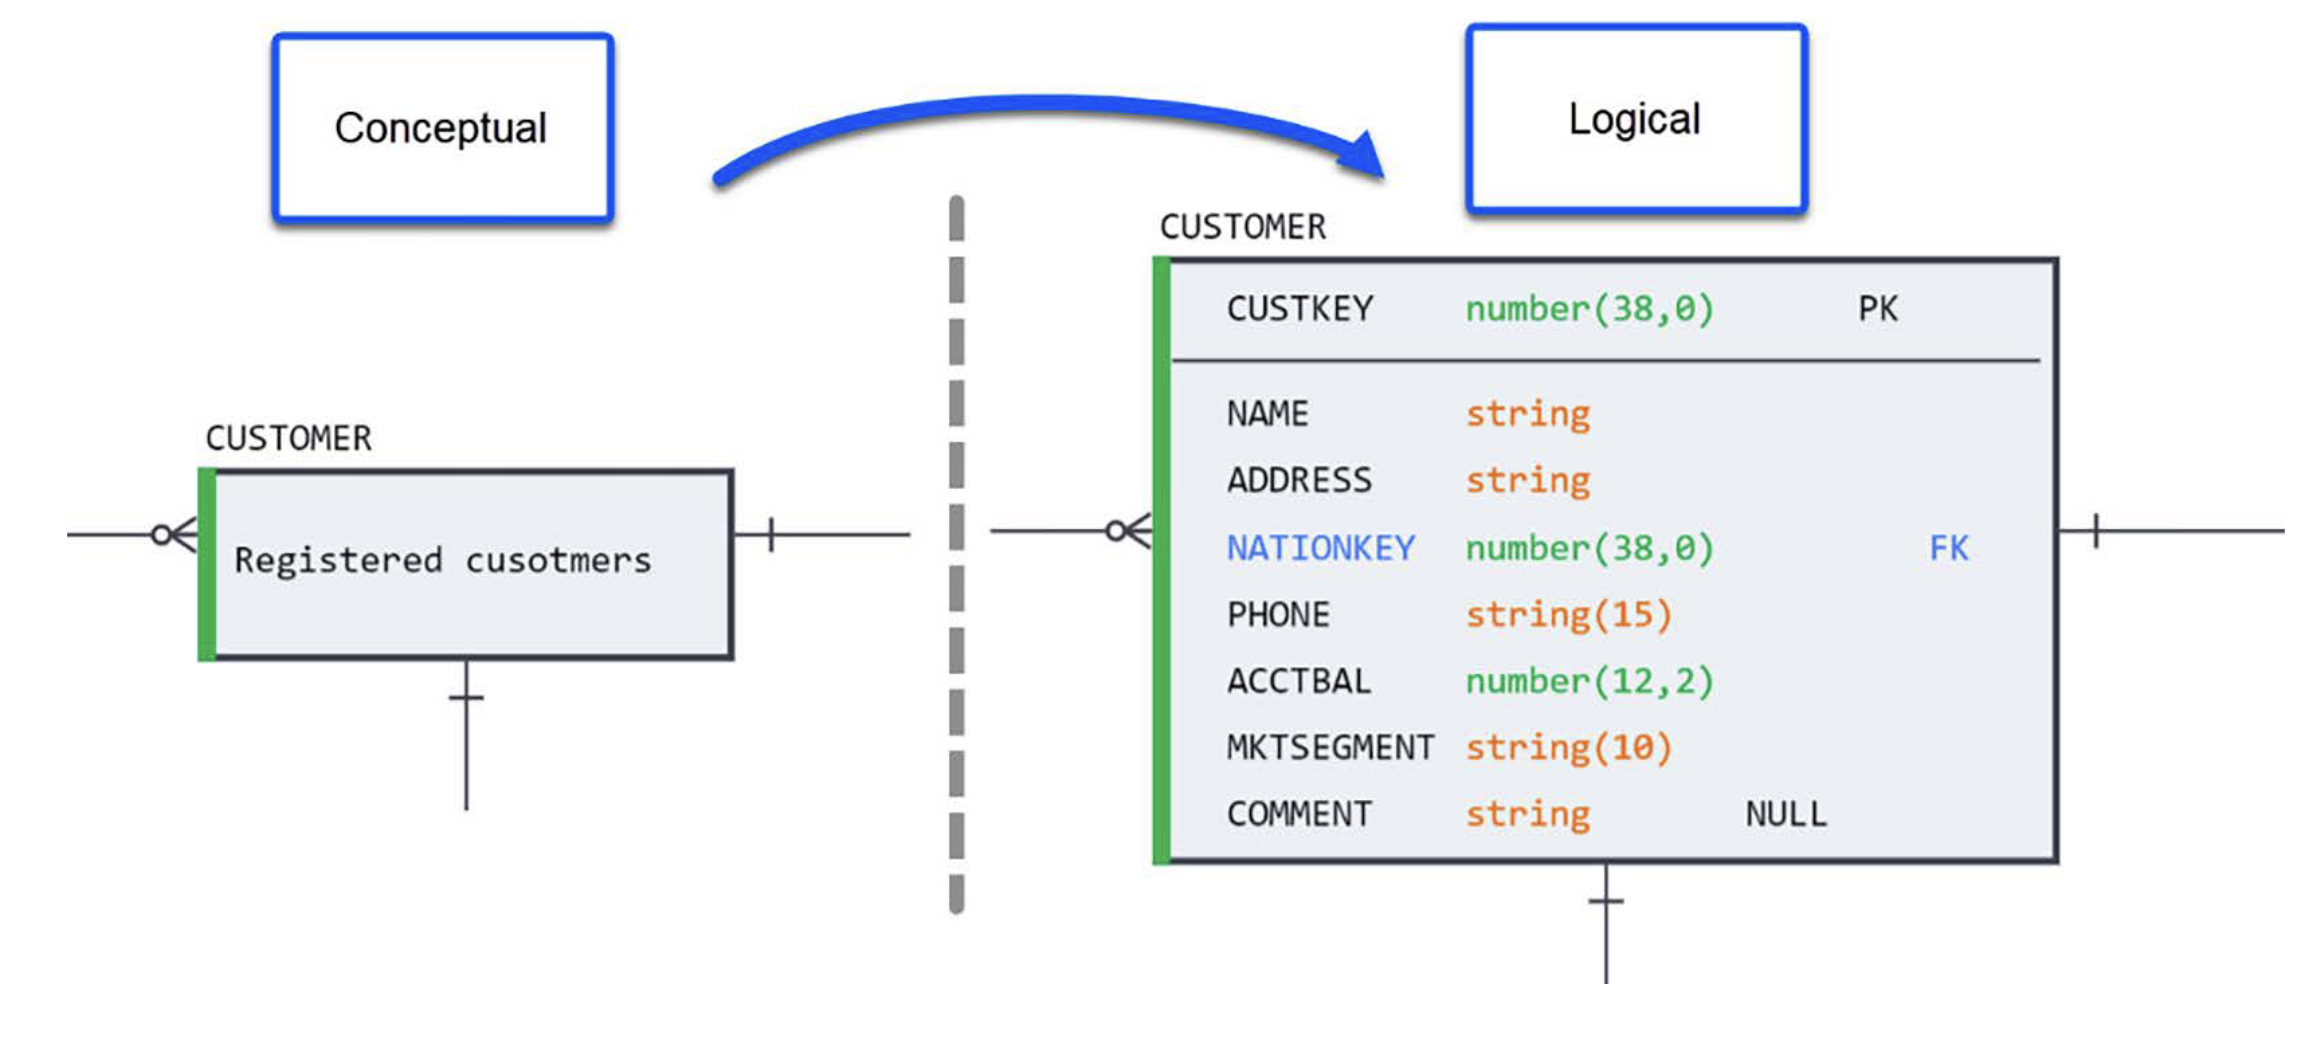 Conceptual
Logical
CUSTOMER
Registered cusotmers
CUSTOMER
CUSTKEY number(38,0) PK
NAME string
ADDRESS string
NATIONKEY number(38,0) FK
PHONE string(15)
ACCTBAL number(12,2)
MKTSEGMENT string(10)
COMMENT string NULL